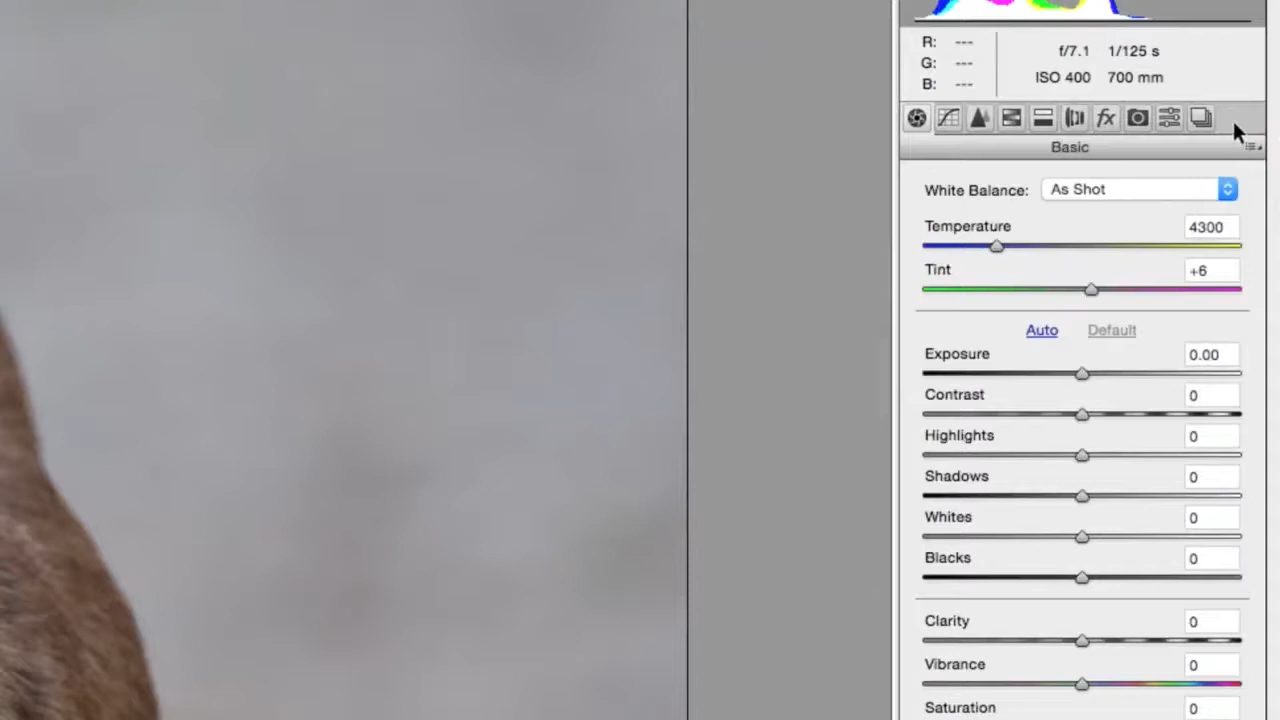 R: ---
G: ---
B: ---
f/7.1 1/125 s
ISO 400 700 mm
fx
Basic
White Balance: As Shot
Temperature 4300
Tint +6
Auto Default
Exposure 0.00
Contrast 0
Highlights 0
Shadows 0
Whites 0
Blacks 0
Clarity 0
Vibrance 0
Saturation 0